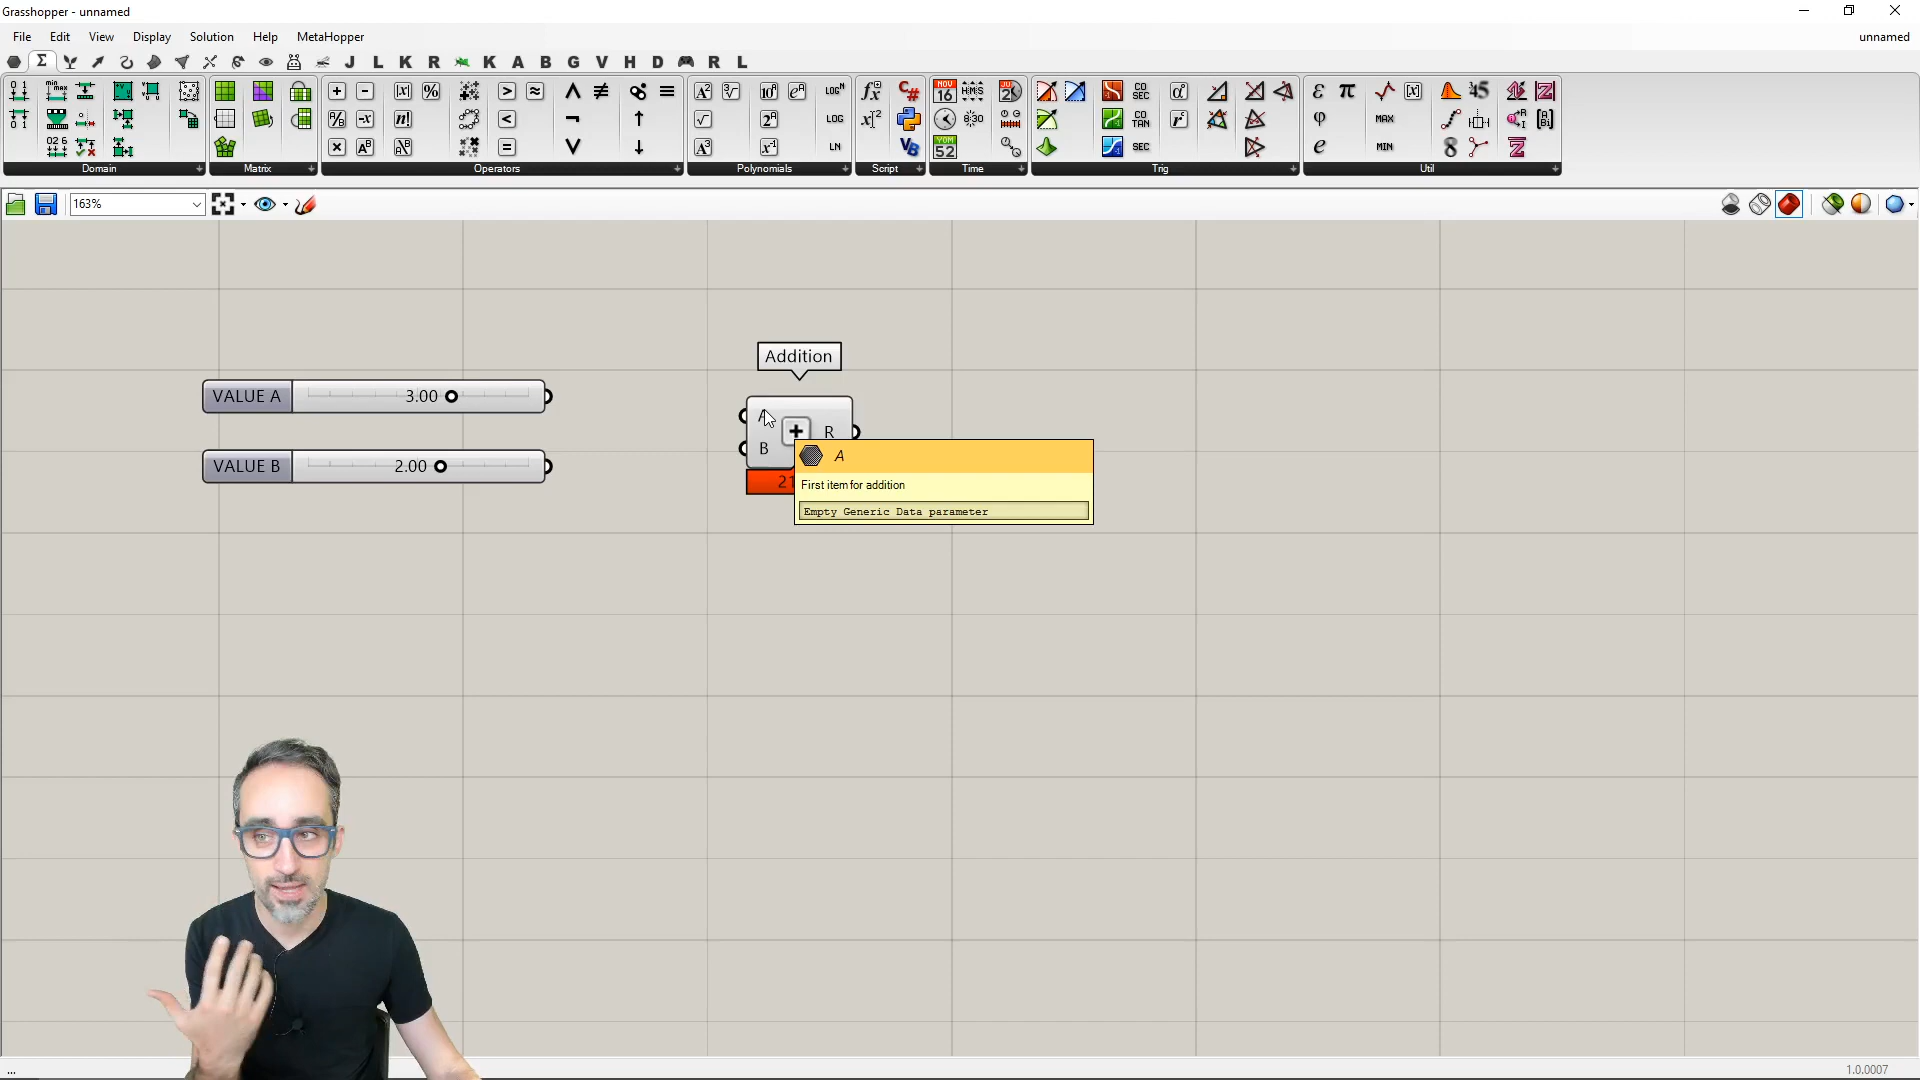 Grasshopper - unnamed
File Edit View Display Solution Help MetaHopper
unnamed
J L K R K A B G V H D R L
Domain
Matrix
Operators
Polynomials
Script
Time
Trig
Util
163%
Addition
VALUE A 3.00
VALUE B 2.00
A
B
R
A
First item for addition
Empty Generic Data parameter
...
1.0.0007